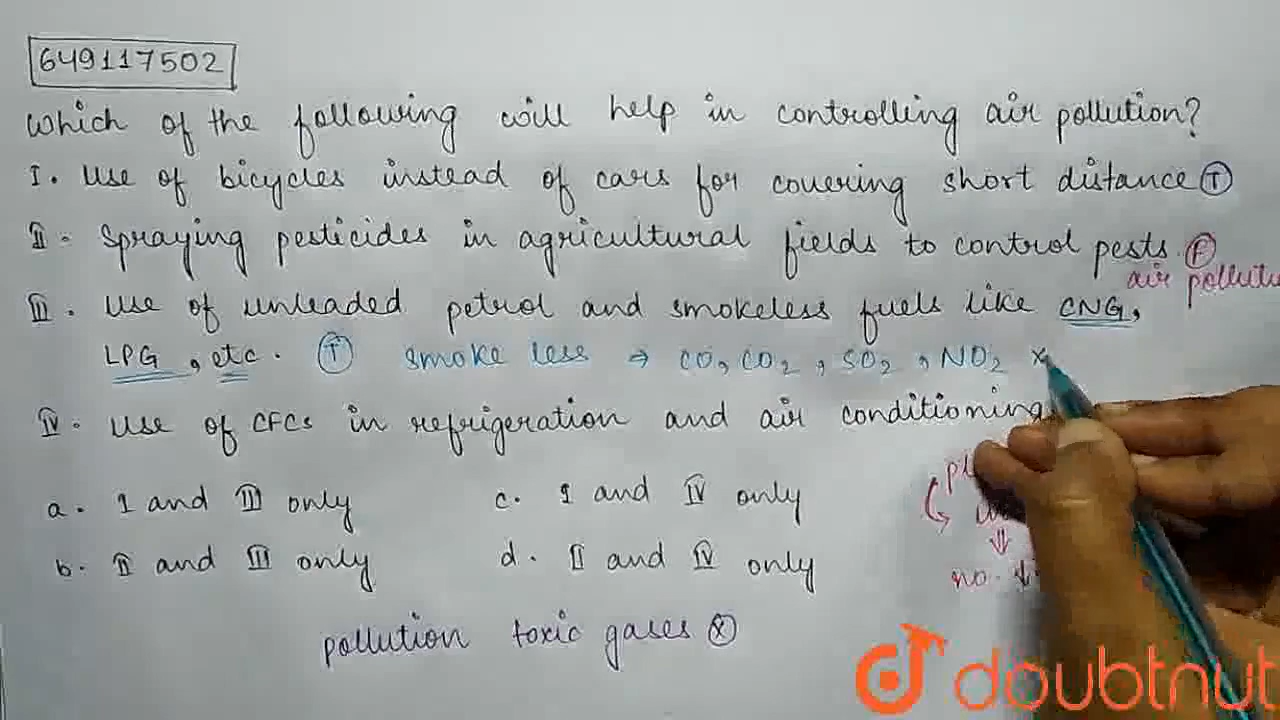 649117502
Which of the following will help in controlling air pollution?
I. Use of bicycles instead of cars for covering short distance (T)
II. Spraying pesticides in agricultural fields to control pests. (F)
air pollutio
III. Use of unleaded petrol and smokeless fuels like CNG,
LPG, etc. (T) smoke less → CO, CO2, SO2, NO2 x
IV. Use of CFCs in refrigeration and air conditioning
a. I and III only
c. I and IV only
b. II and III only
d. II and IV only
no.
pollution toxic gases (x)
doubtnut